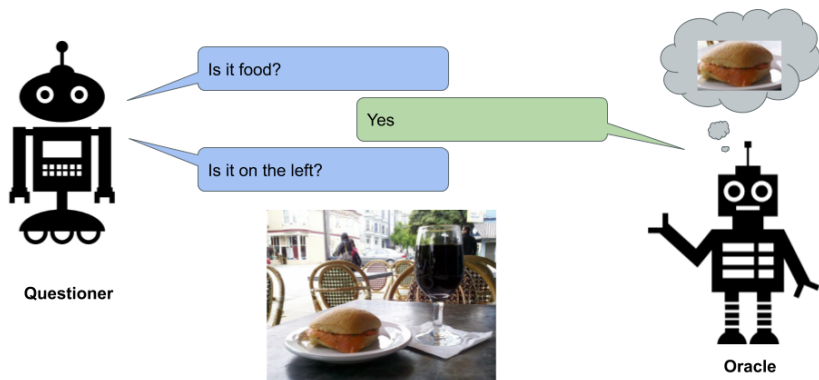 Is it food?
Yes
Is it on the left?
Questioner
Oracle